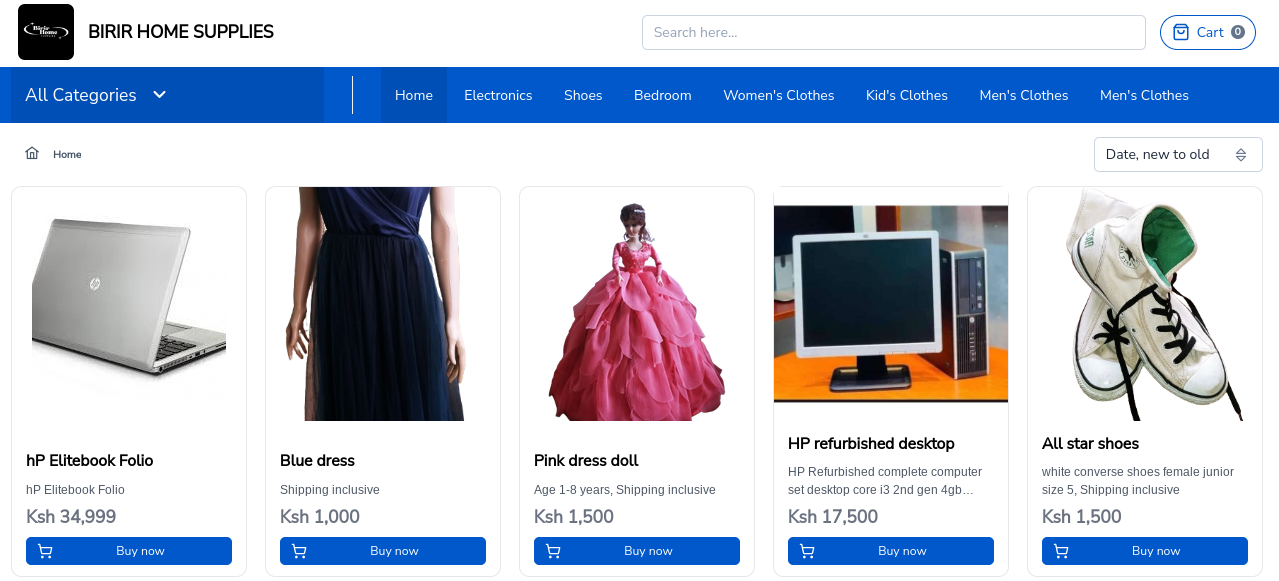 Birir
Home
BIRIR HOME SUPPLIES
Search here...
Cart 0
All Categories
Home Electronics Shoes Bedroom Women's Clothes Kid's Clothes Men's Clothes Men's Clothes
Home
Date, new to old
hP Elitebook Folio
hP Elitebook Folio
Ksh 34,999
Buy now
Blue dress
Shipping inclusive
Ksh 1,000
Buy now
Pink dress doll
Age 1-8 years, Shipping inclusive
Ksh 1,500
Buy now
HP refurbished desktop
HP Refurbished complete computer
set desktop core i3 2nd gen 4gb…
Ksh 17,500
Buy now
All star shoes
white converse shoes female junior
size 5, Shipping inclusive
Ksh 1,500
Buy now